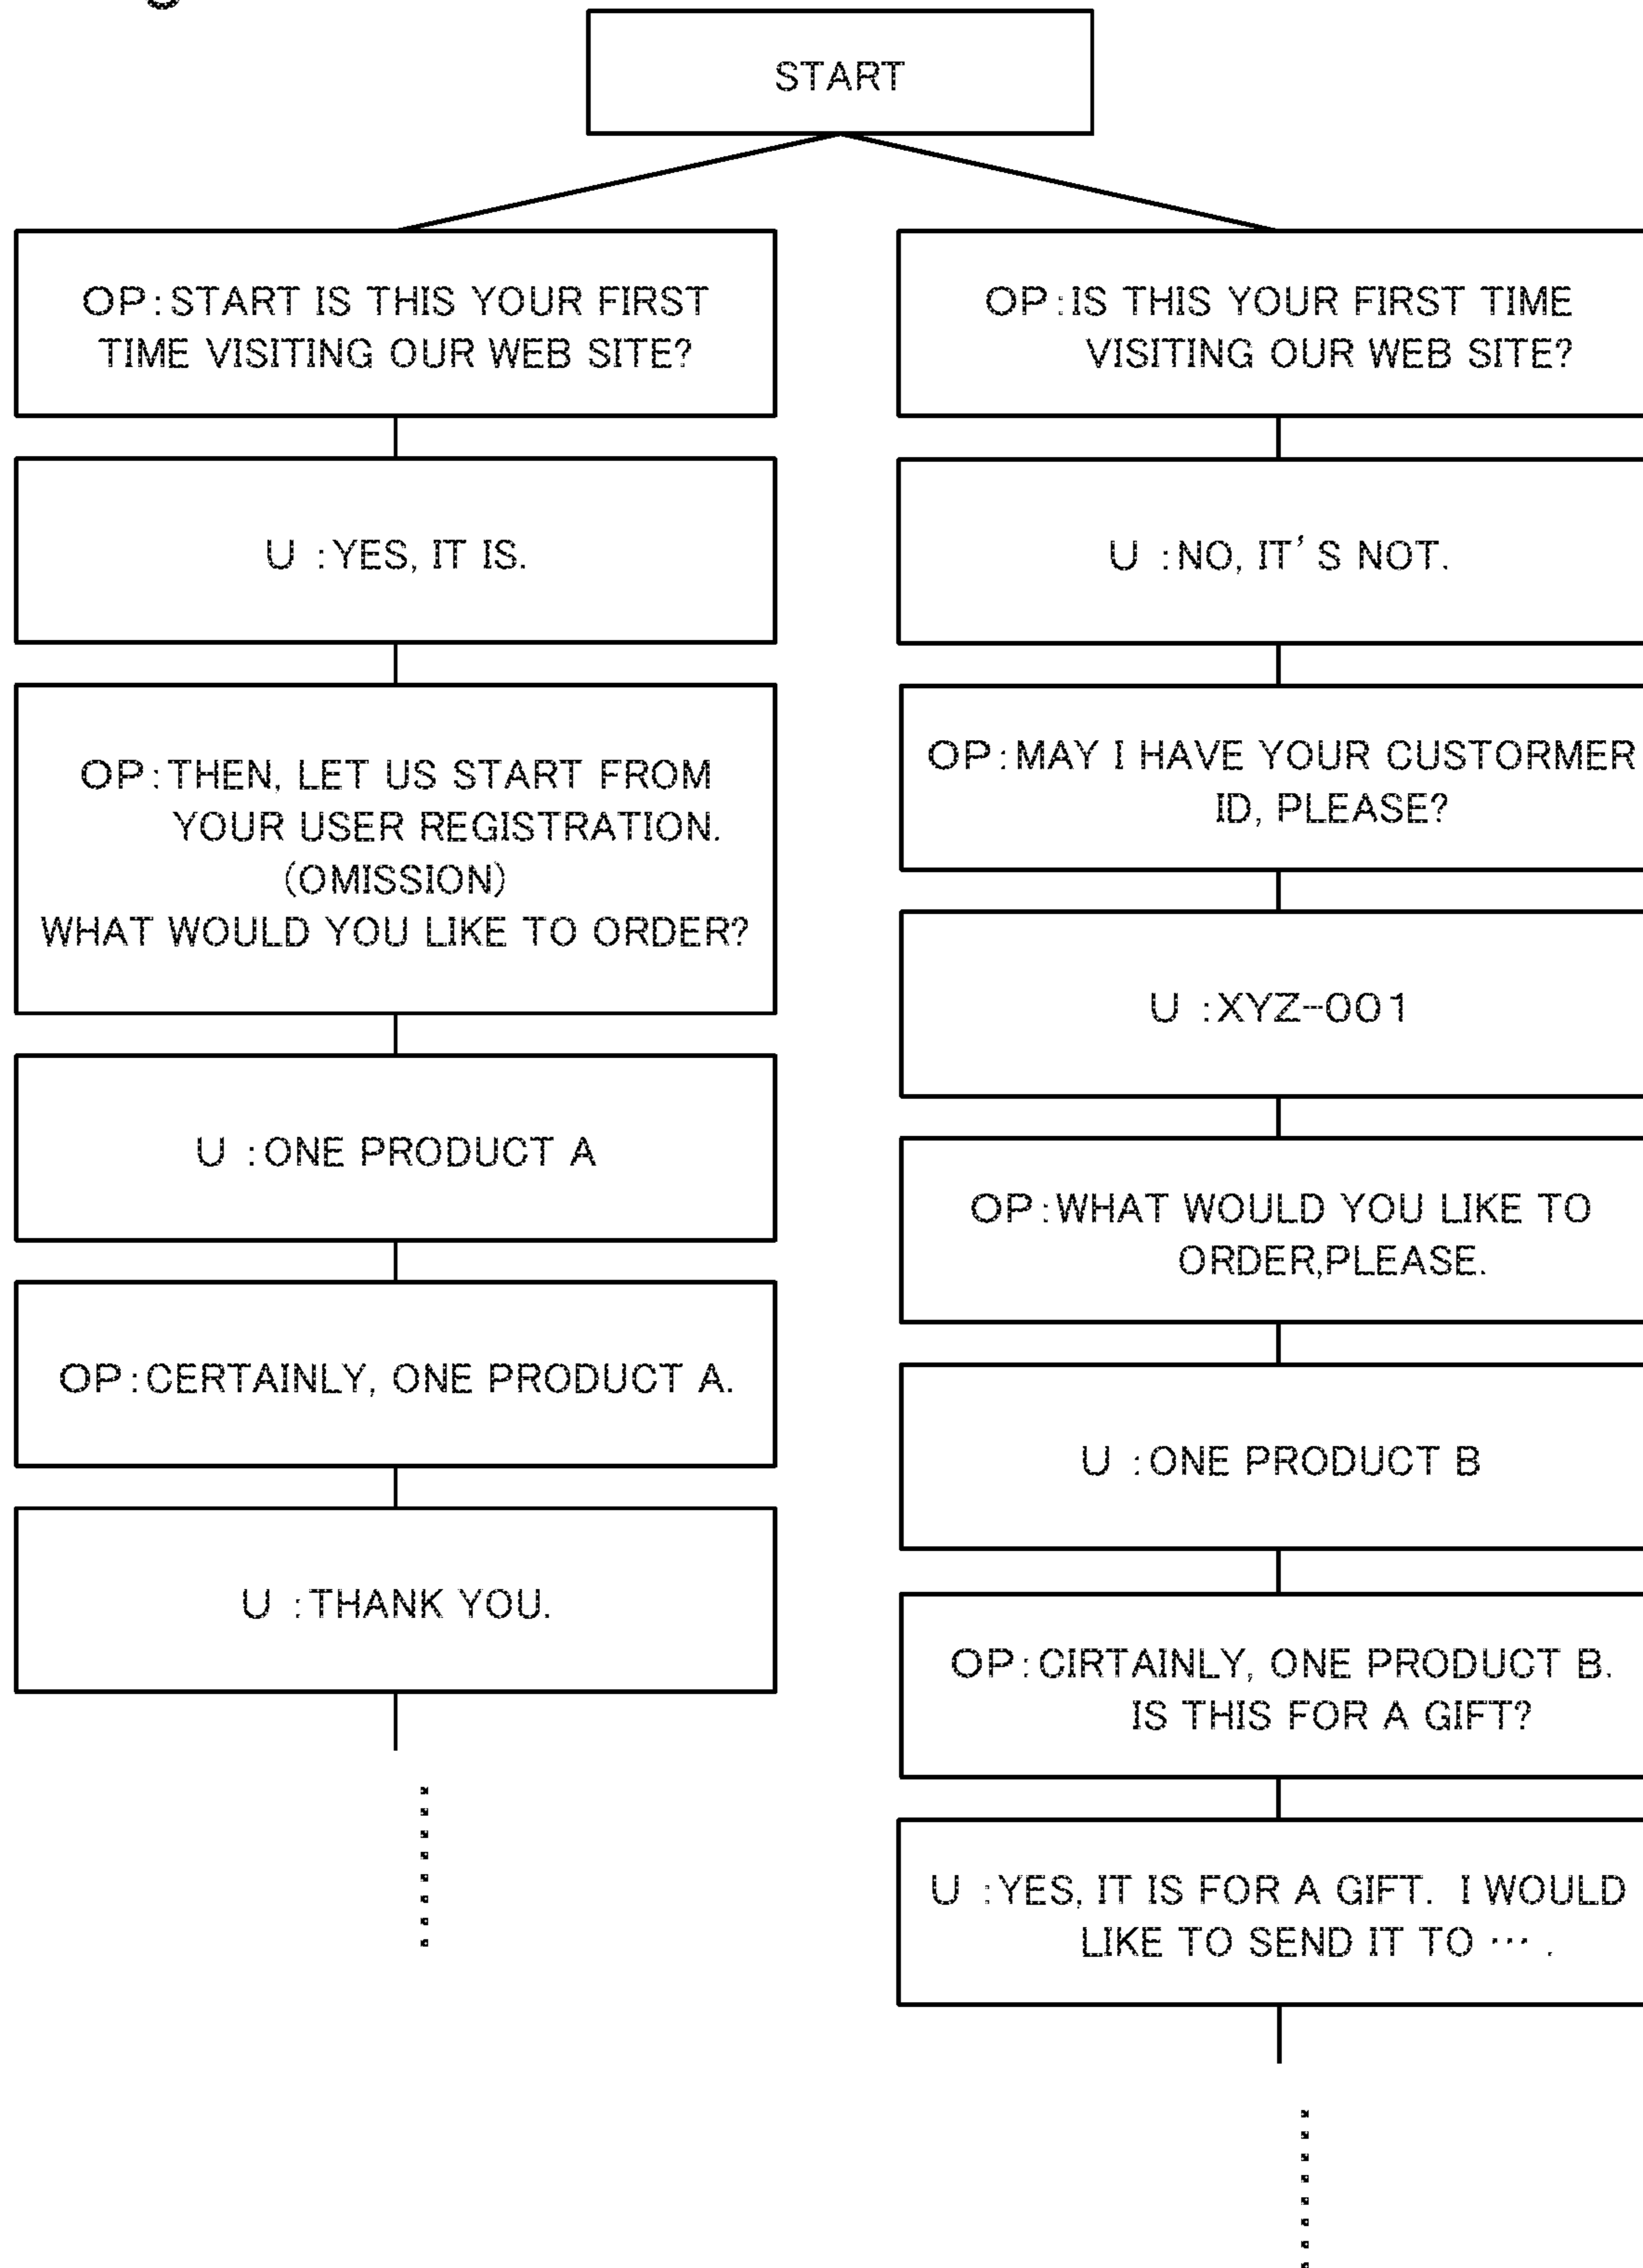 START
OP:START IS THIS YOUR FIRST
TIME VISITING OUR WEB SITE?
U :YES, IT IS.
OP:THEN, LET US START FROM
YOUR USER REGISTRATION.
(OMISSION)
WHAT WOULD YOU LIKE TO ORDER?
U :ONE PRODUCT A
OP:CERTAINLY, ONE PRODUCT A.
U :THANK YOU.
OP:IS THIS YOUR FIRST TIME
VISITING OUR WEB SITE?
U :NO, IT'S NOT.
OP:MAY I HAVE YOUR CUSTORMER
ID, PLEASE?
U :XYZ-001
OP:WHAT WOULD YOU LIKE TO
ORDER,PLEASE.
U :ONE PRODUCT B
OP:CIRTAINLY, ONE PRODUCT B.
IS THIS FOR A GIFT?
U :YES, IT IS FOR A GIFT. I WOULD
LIKE TO SEND IT TO ··· .